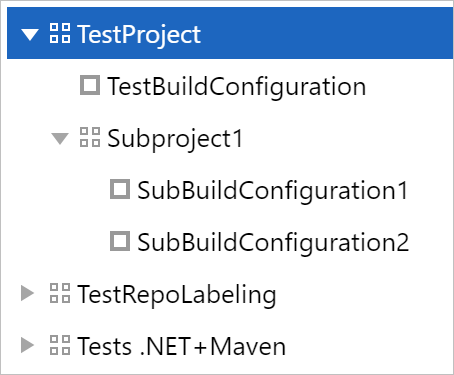 TestProject
TestBuildConfiguration
Subproject1
SubBuildConfiguration1
SubBuildConfiguration2
TestRepoLabeling
Tests .NET+Maven